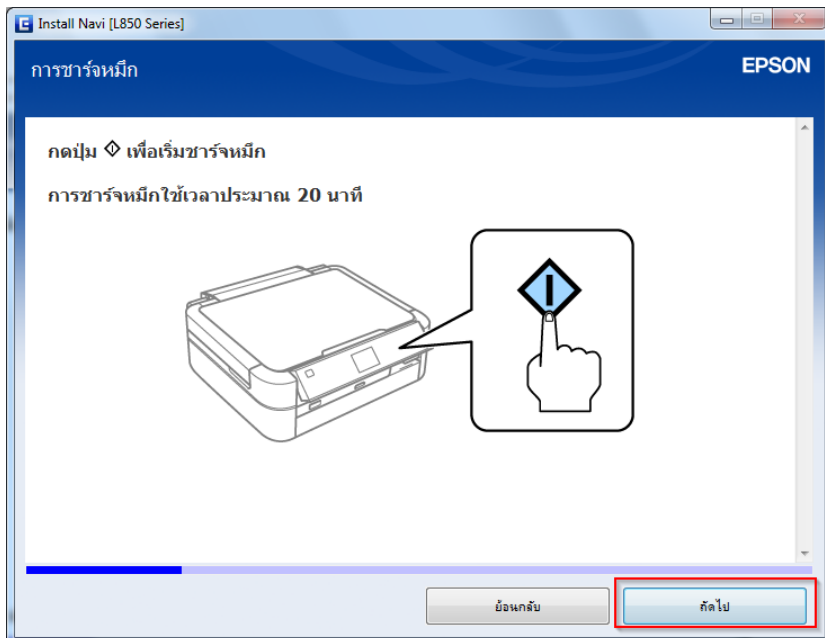 Install Navi [L850 Series]
การชาร์จหมึก
EPSON
กดปุ่ม เพื่อเริ่มชาร์จหมึก
การชาร์จหมึกใช้เวลาประมาณ 20 นาที
ย้อนกลับ
ถัดไป